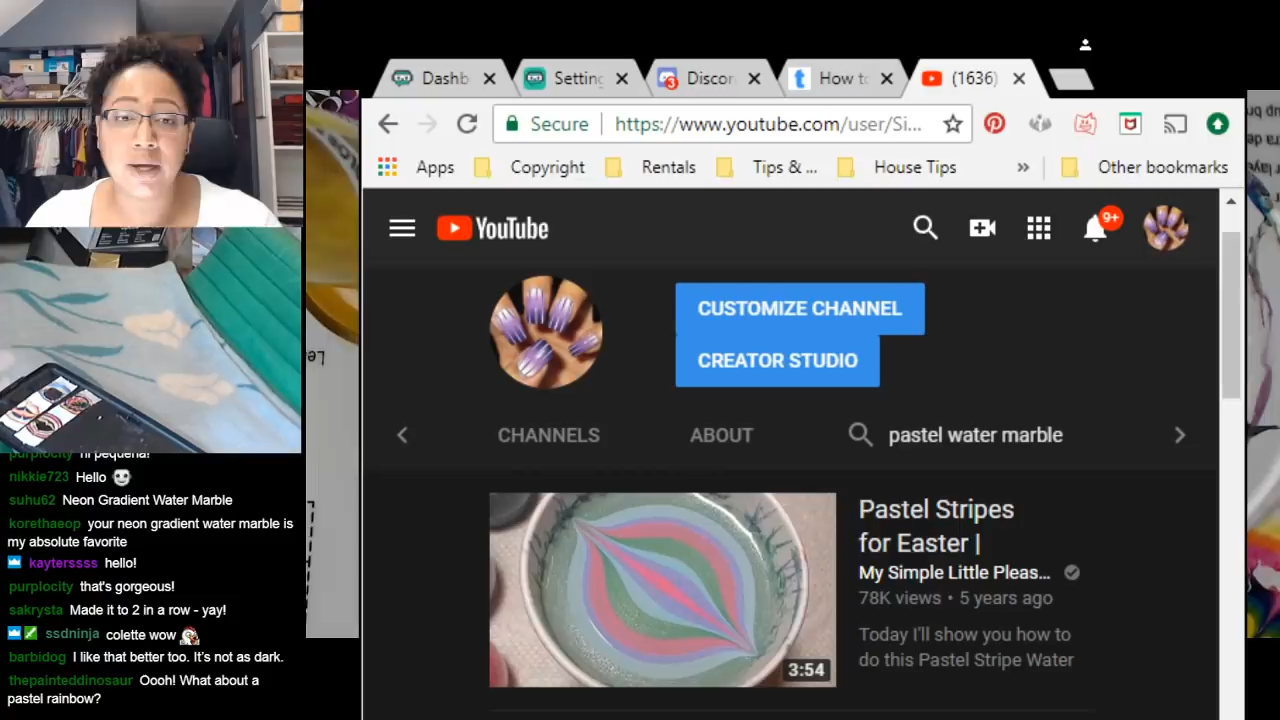 Dashb
Setting
Discor
How to
(1636)
Secure
https://www.youtube.com/user/Si...
Apps
Copyright
Rentals
Tips & ...
House Tips
»
Other bookmarks
YouTube
9+
CUSTOMIZE CHANNEL
CREATOR STUDIO
CHANNELS
ABOUT
pastel water marble
Pastel Stripes
for Easter |
My Simple Little Pleas...
78K views • 5 years ago
Today I'll show you how to
do this Pastel Stripe Water
3:54
purplocity hi pequena!
nikkie723 Hello
suhu62 Neon Gradient Water Marble
korethaeop your neon gradient water marble is
my absolute favorite
kayterssss hello!
purplocity that's gorgeous!
sakrysta Made it to 2 in a row - yay!
ssdninja colette wow
barbidog I like that better too. It's not as dark.
thepainteddinosaur Oooh! What about a
pastel rainbow?